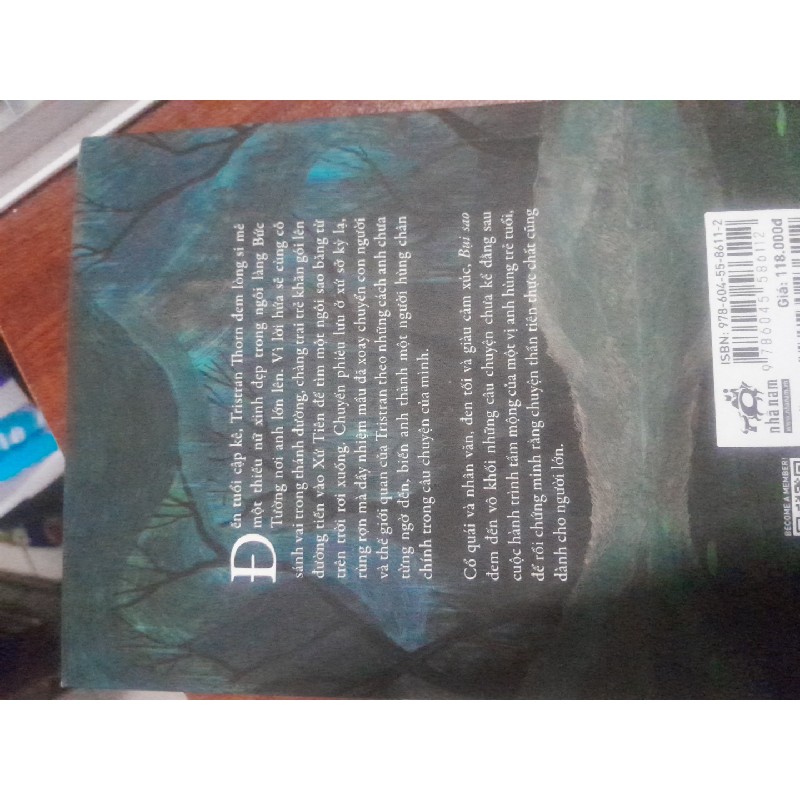 Đến tuổi cập kê, Tristran Thorn đem lòng si mê
một thiếu nữ xinh đẹp trong ngôi làng Bức
Tường nơi anh lớn lên. Vì lời hứa sẽ cùng cô
sánh vai trong thánh đường, chàng trai trẻ khăn gói lên
đường tiến vào Xứ Tiên để tìm một ngôi sao băng từ
trên trời rơi xuống. Chuyến phiêu lưu ở xứ sở kỳ lạ,
rùng rợn mà đầy nhiệm mầu đã xoay chuyển con người
và thế giới quan của Tristran theo những cách anh chưa
từng ngờ đến, biến anh thành một người hùng chân
chính trong câu chuyện của mình.
Cổ quái và nhân văn, đen tối và giàu cảm xúc, Bụi sao
đem đến vô khối những câu chuyện chưa kể đằng sau
cuộc hành trình tầm mộng của một vị anh hùng trẻ tuổi,
để rồi chứng minh rằng chuyện thần tiên thực chất cũng
dành cho người lớn.
BECOME A MEMBER:
nhã nam
ISBN: 978-604-55-8611-2
9 786045 586112
Giá: 118.000đ